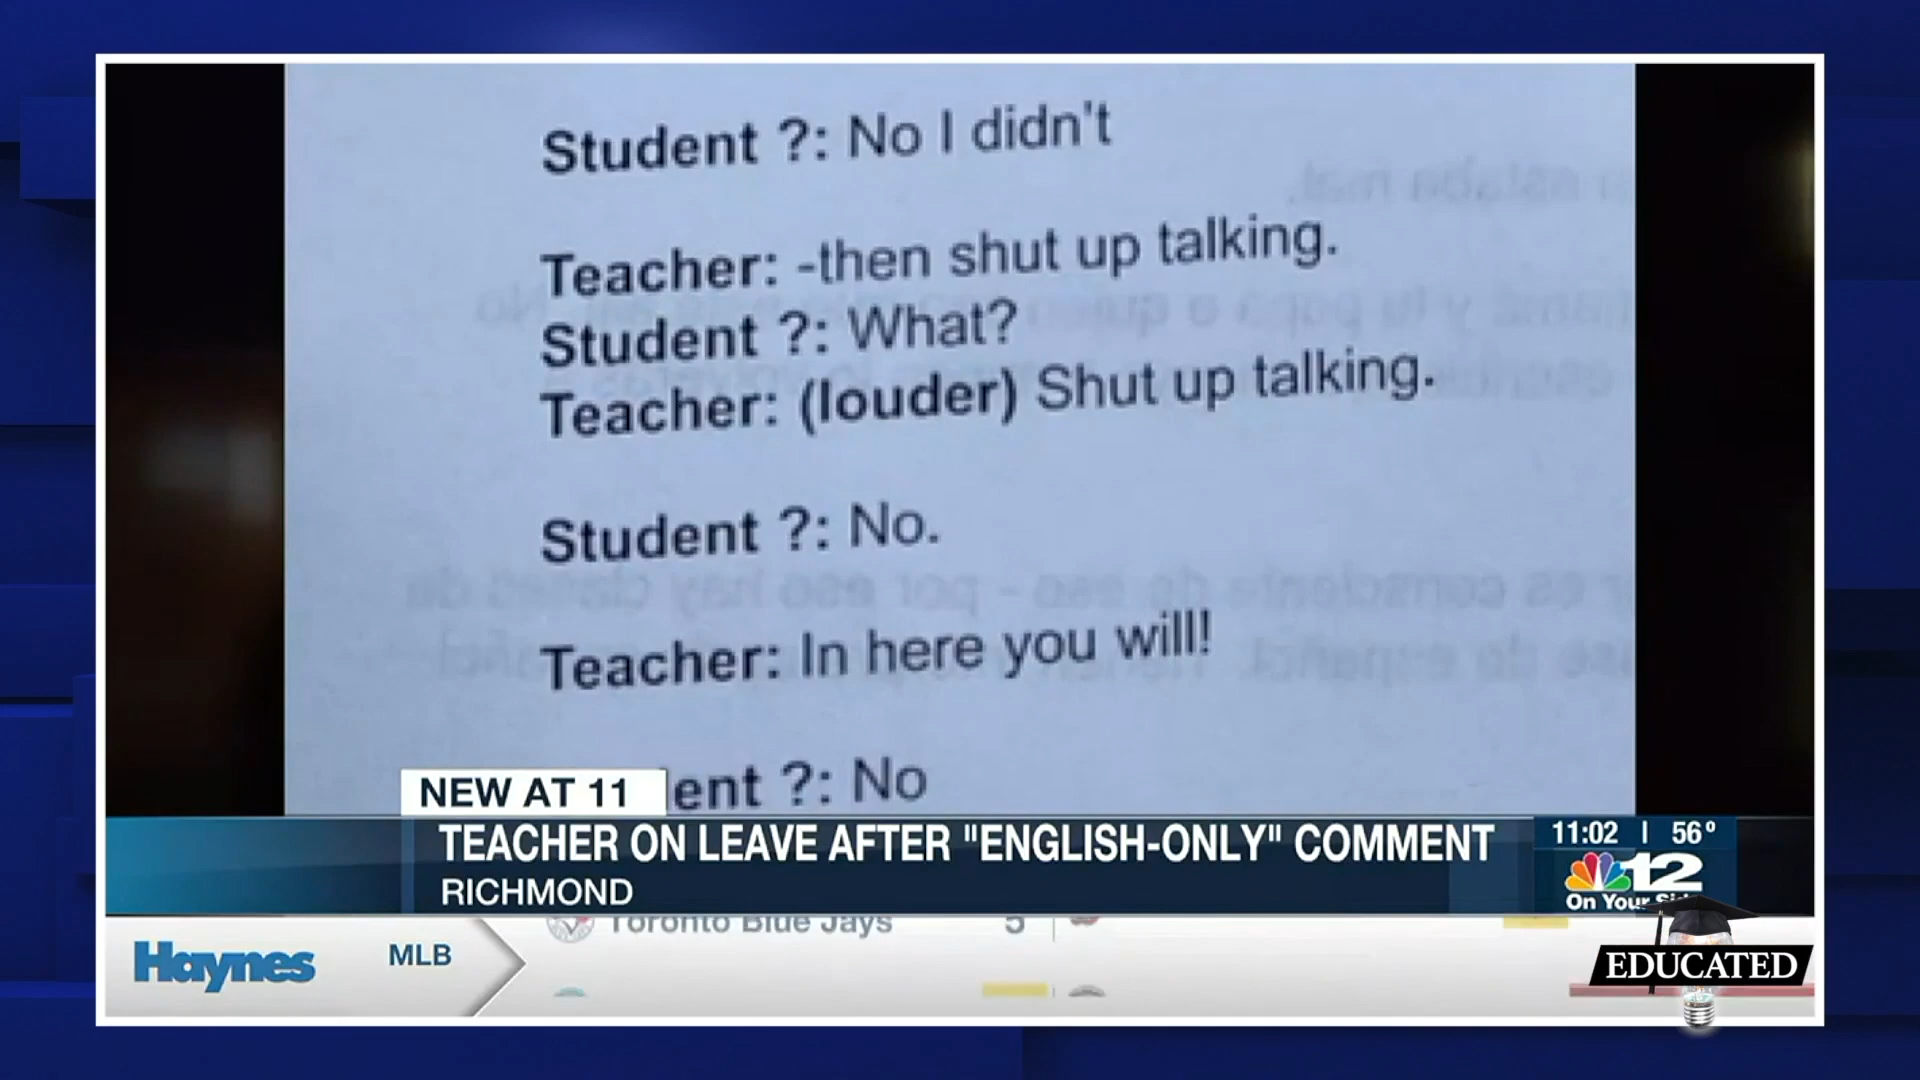 Student ?: No I didn't
Teacher: -then shut up talking.
Student ?: What?
Teacher: (louder) Shut up talking.
Student ?: No.
Teacher: In here you will!
ent ?: No
NEW AT 11
TEACHER ON LEAVE AFTER "ENGLISH-ONLY" COMMENT
RICHMOND
11:02 | 56°
12
On Your
Haynes
MLB
Toronto Blue Jays 5
EDUCATED